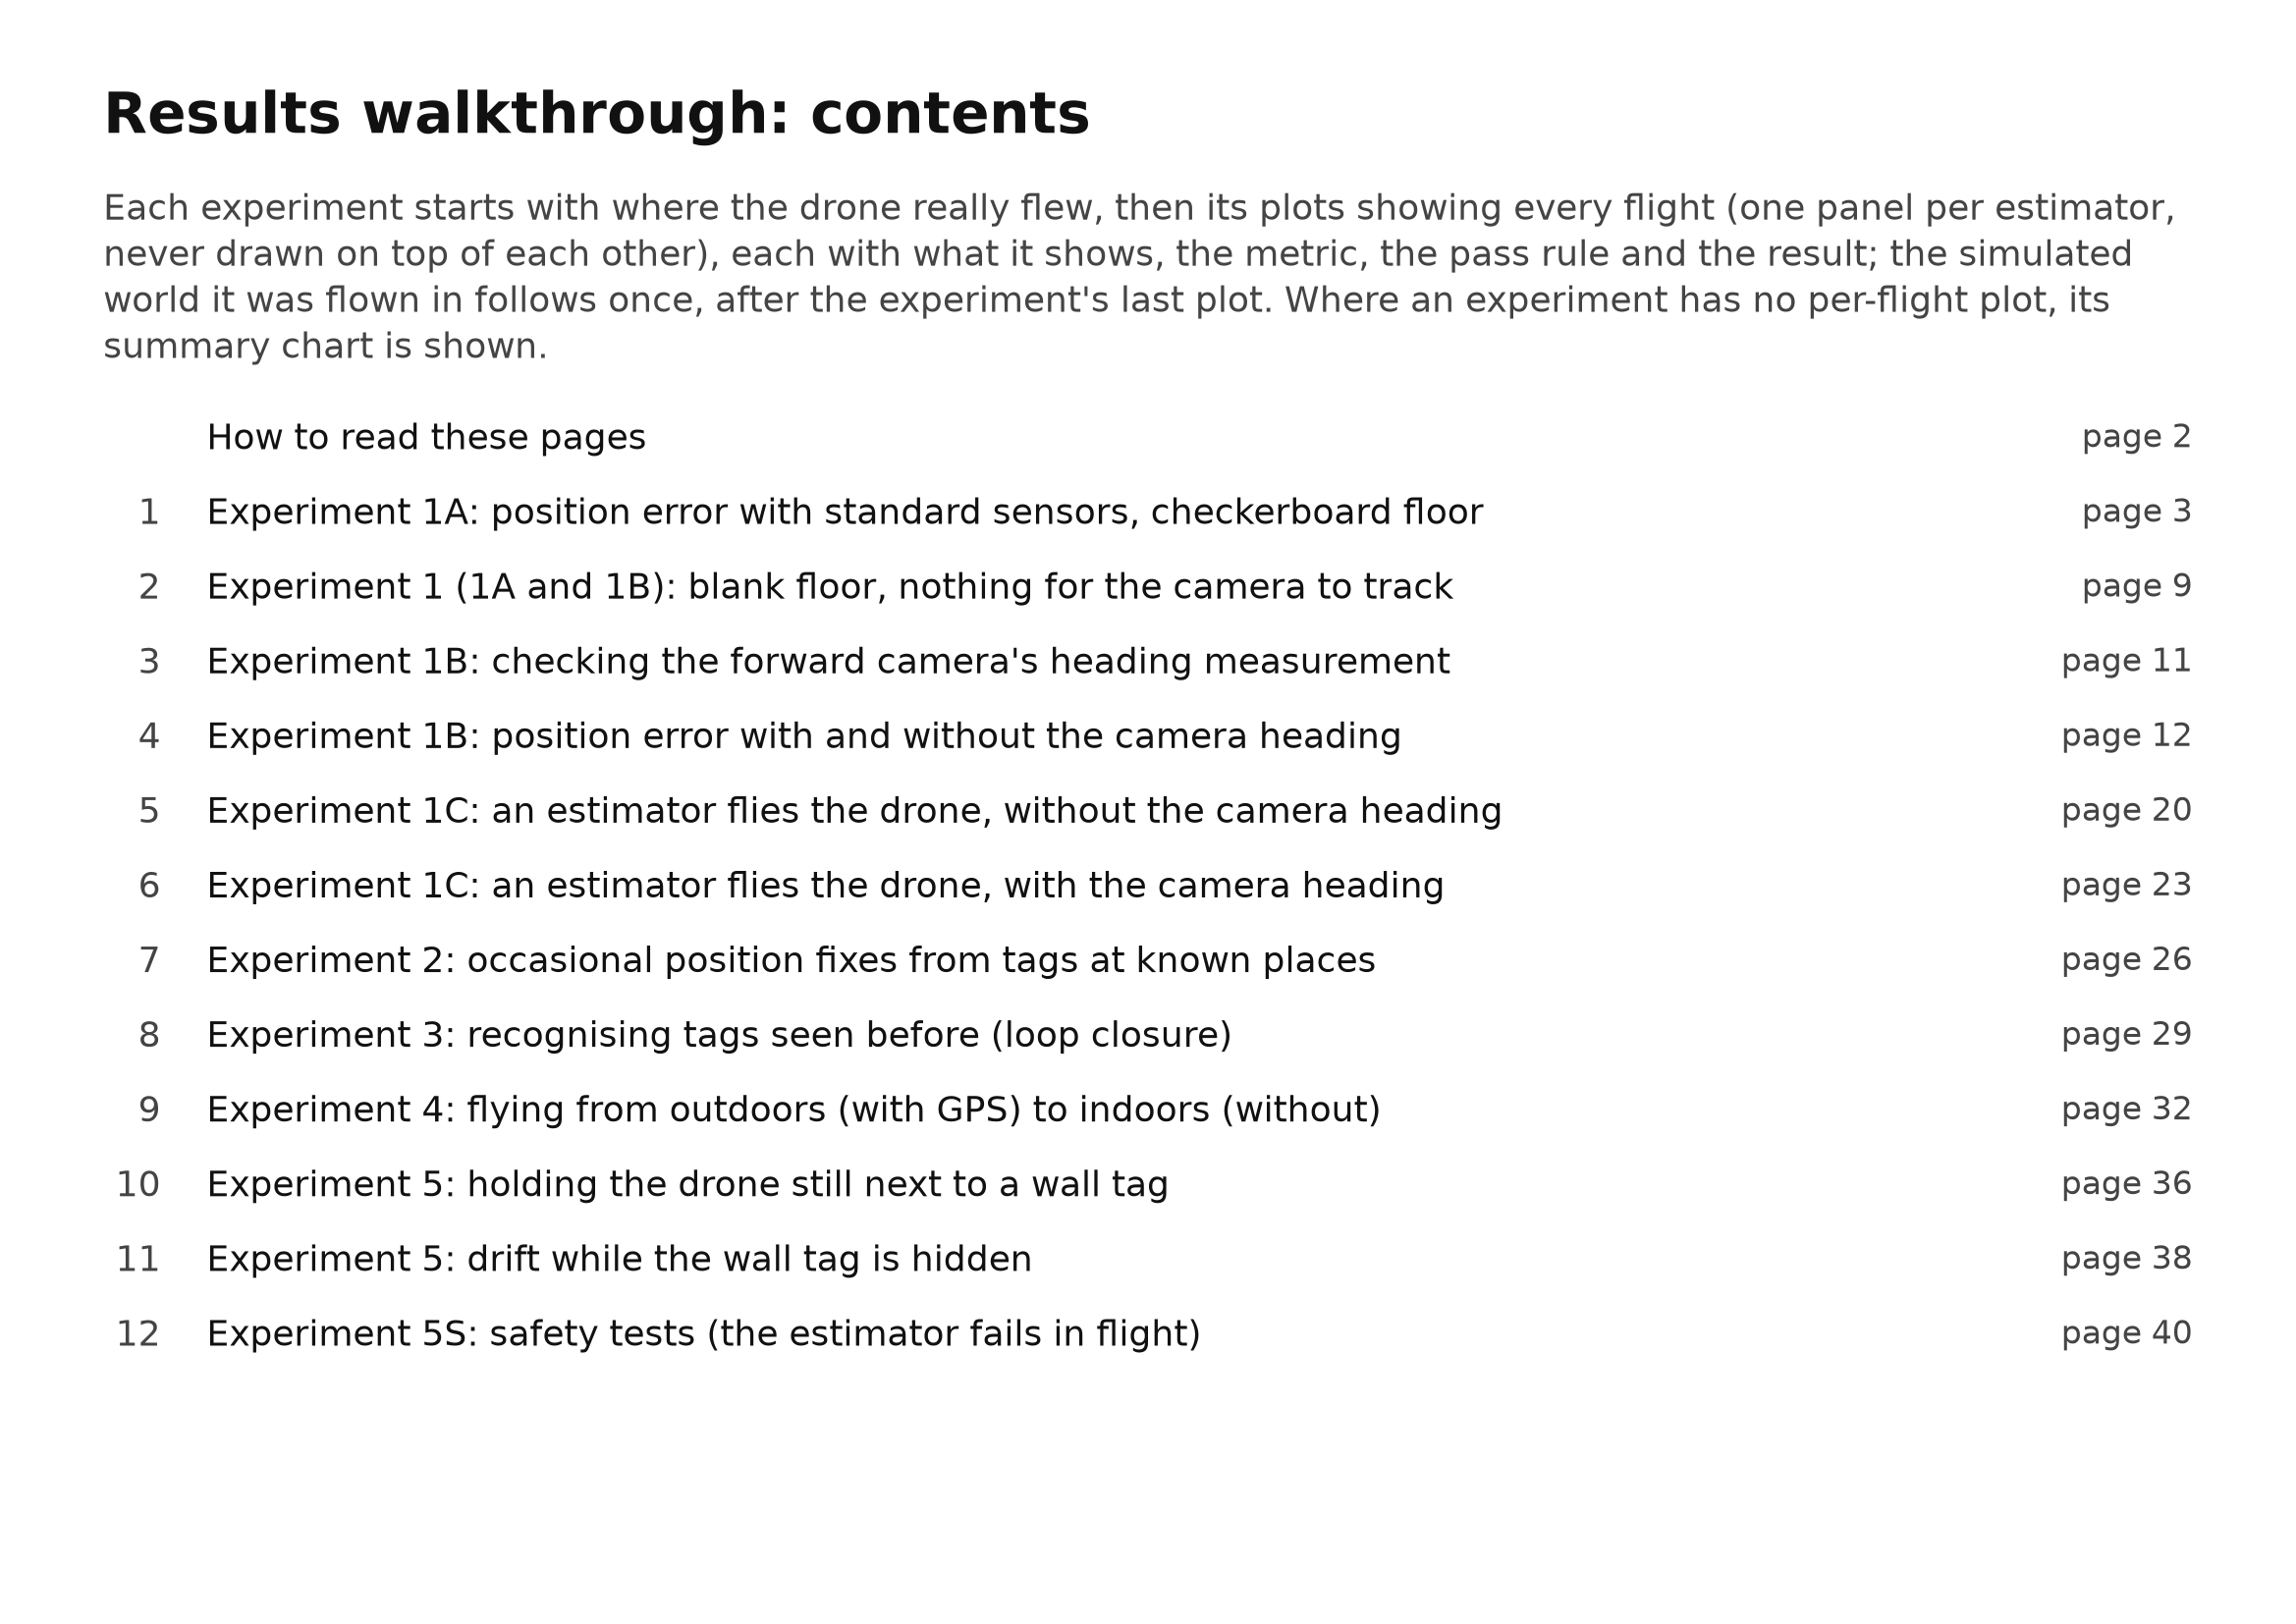 Results walkthrough: contents
Each experiment starts with where the drone really flew, then its plots showing every flight (one panel per estimator,
never drawn on top of each other), each with what it shows, the metric, the pass rule and the result; the simulated
world it was flown in follows once, after the experiment's last plot. Where an experiment has no per-flight plot, its
summary chart is shown.
How to read these pages page 2
1 Experiment 1A: position error with standard sensors, checkerboard floor page 3
2 Experiment 1 (1A and 1B): blank floor, nothing for the camera to track page 9
3 Experiment 1B: checking the forward camera's heading measurement page 11
4 Experiment 1B: position error with and without the camera heading page 12
5 Experiment 1C: an estimator flies the drone, without the camera heading page 20
6 Experiment 1C: an estimator flies the drone, with the camera heading page 23
7 Experiment 2: occasional position fixes from tags at known places page 26
8 Experiment 3: recognising tags seen before (loop closure) page 29
9 Experiment 4: flying from outdoors (with GPS) to indoors (without) page 32
10 Experiment 5: holding the drone still next to a wall tag page 36
11 Experiment 5: drift while the wall tag is hidden page 38
12 Experiment 5S: safety tests (the estimator fails in flight) page 40